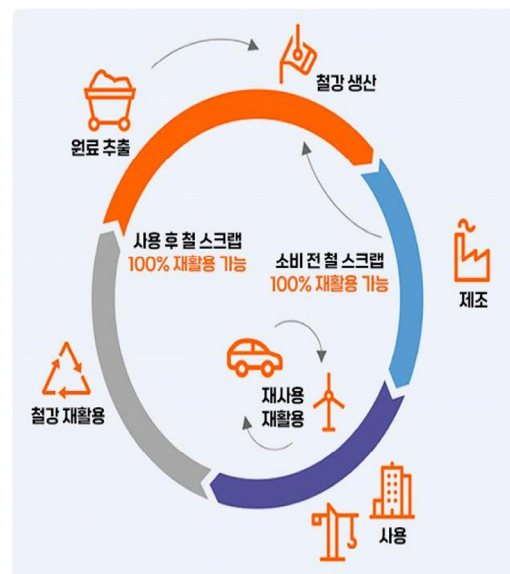 철강 생산
원료 추출
사용 후 철 스크랩
100% 재활용 가능
소비 전 철 스크랩
100% 재활용 가능
제조
재사용
재활용
철강 재활용
사용